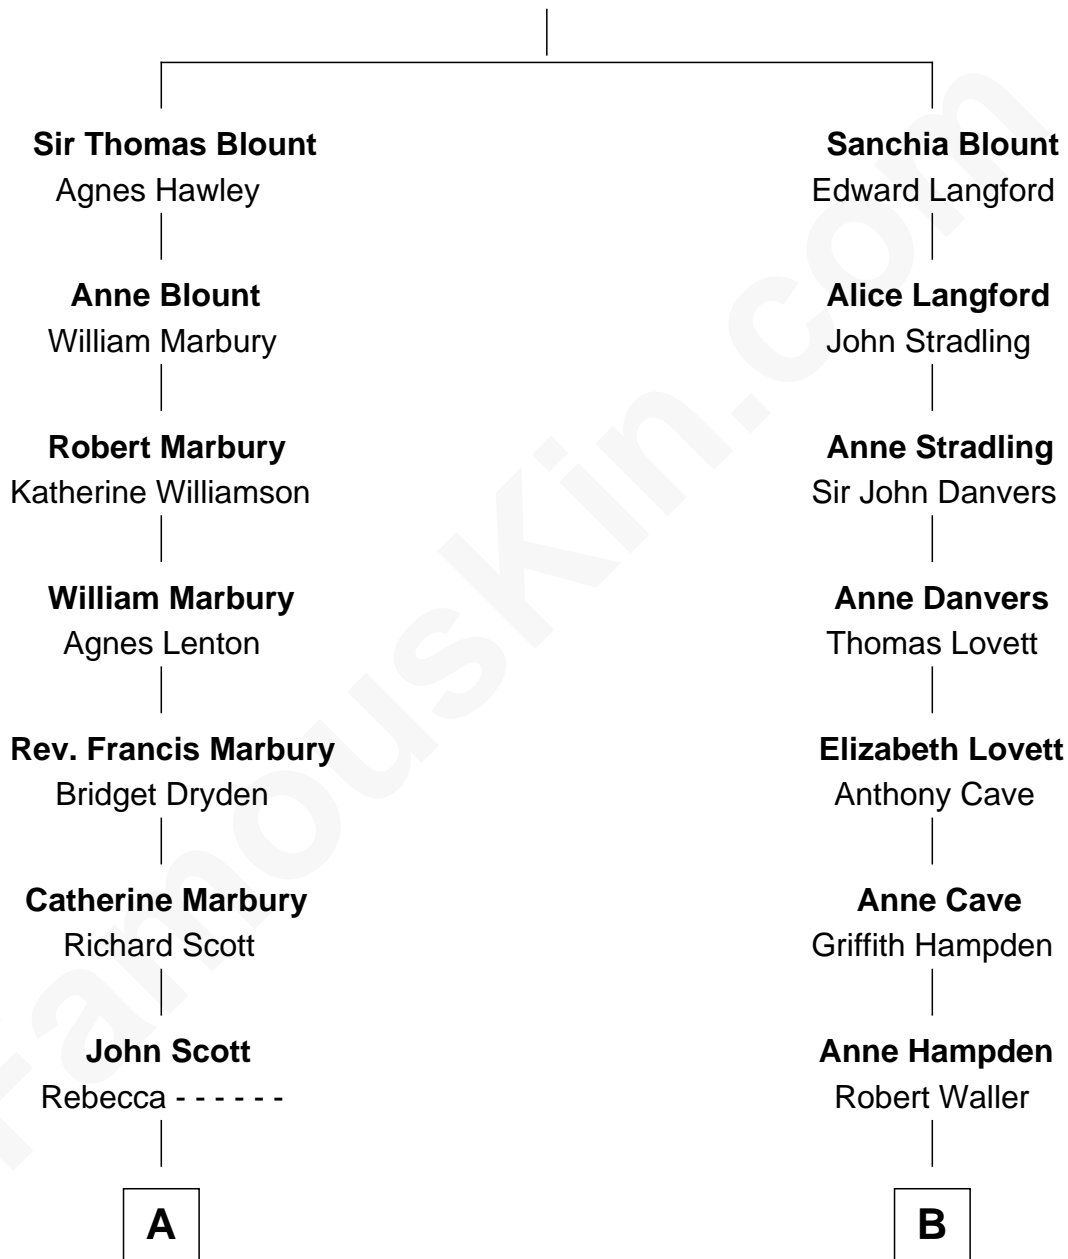 Sir Thomas Blount
Agnes Hawley
Anne Blount
William Marbury
Robert Marbury
Katherine Williamson
William Marbury
Agnes Lenton
Rev. Francis Marbury
Bridget Dryden
Catherine Marbury
Richard Scott
John Scott
Rebecca - - - - - -
A
Sanchia Blount
Edward Langford
Alice Langford
John Stradling
Anne Stradling
Sir John Danvers
Anne Danvers
Thomas Lovett
Elizabeth Lovett
Anthony Cave
Anne Cave
Griffith Hampden
Anne Hampden
Robert Waller
B
FamousKin.com